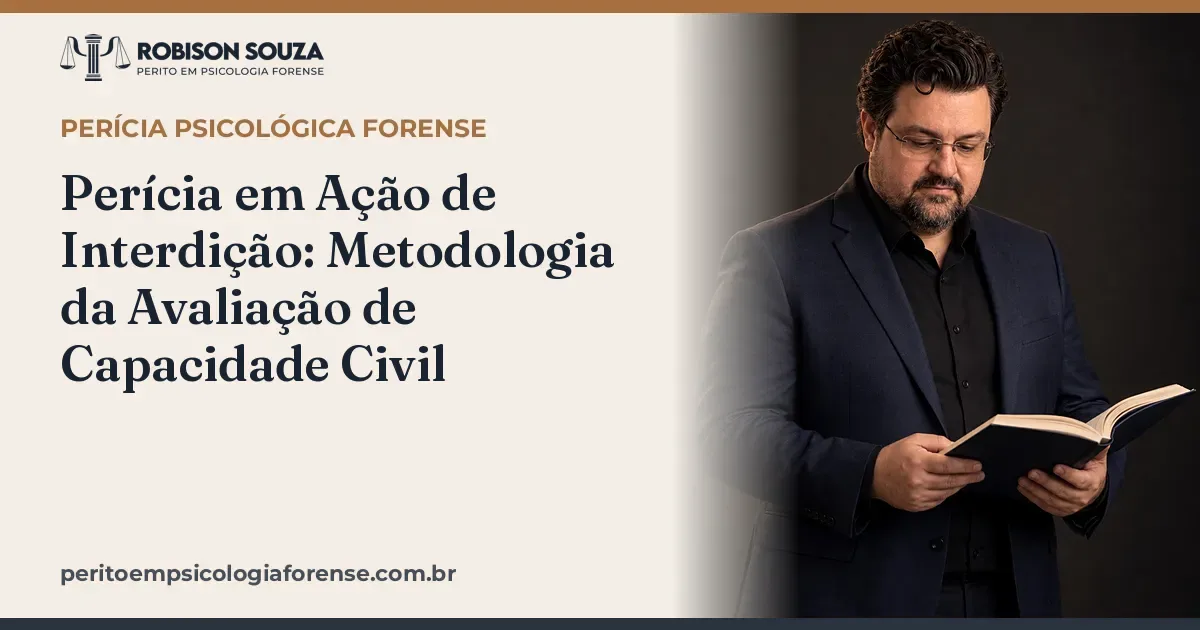 ROBISON SOUZA
PERITO EM PSICOLOGIA FORENSE
PERÍCIA PSICOLÓGICA FORENSE
Perícia em Ação de
Interdição: Metodologia
da Avaliação de
Capacidade Civil
peritoempsicologiaforense.com.br